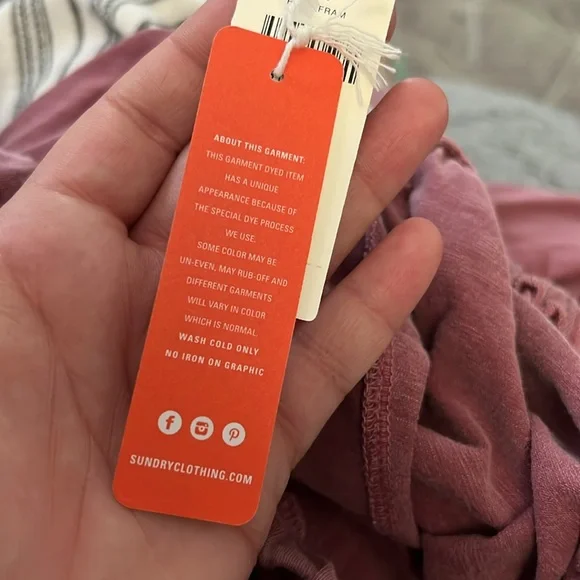 FRAM
ABOUT THIS GARMENT:
THIS GARMENT DYED ITEM
HAS A UNIQUE
APPEARANCE BECAUSE OF
THE SPECIAL DYE PROCESS
WE USE.
SOME COLOR MAY BE
UN-EVEN, MAY RUB-OFF AND
DIFFERENT GARMENTS
WILL VARY IN COLOR
WHICH IS NORMAL.
WASH COLD ONLY
NO IRON ON GRAPHIC
SUNDRYCLOTHING.COM